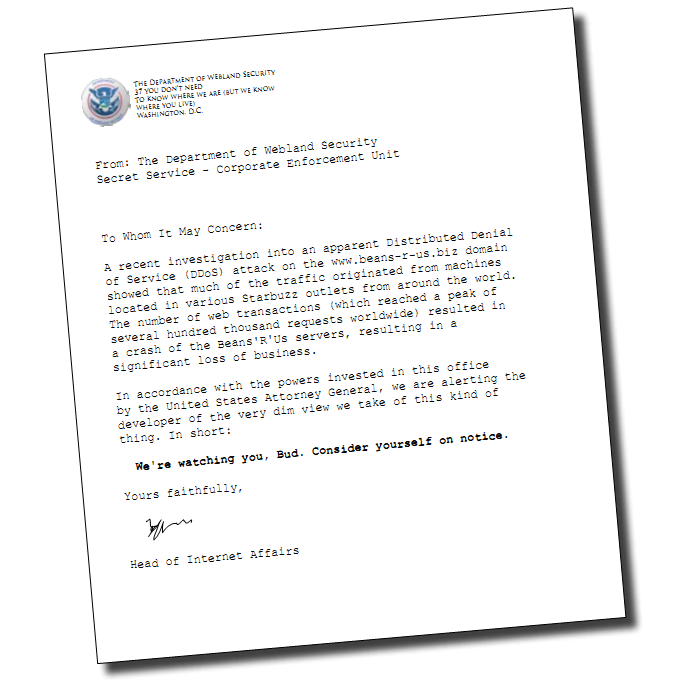 The Department of Webland Security
37 You don't need
to know where we are (but we know
where you live)
Washington, D.C.
From: The Department of Webland Security
Secret Service - Corporate Enforcement Unit
To Whom It May Concern:
A recent investigation into an apparent Distributed Denial
of Service (DDoS) attack on the www.beans-r-us.biz domain
showed that much of the traffic originated from machines
located in various Starbuzz outlets from around the world.
The number of web transactions (which reached a peak of
several hundred thousand requests worldwide) resulted in
a crash of the Beans'R'Us servers, resulting in a
significant loss of business.
In accordance with the powers invested in this office
by the United States Attorney General, we are alerting the
developer of the very dim view we take of this kind of
thing. In short:
We're watching you, Bud. Consider yourself on notice.
Yours faithfully,
Head of Internet Affairs